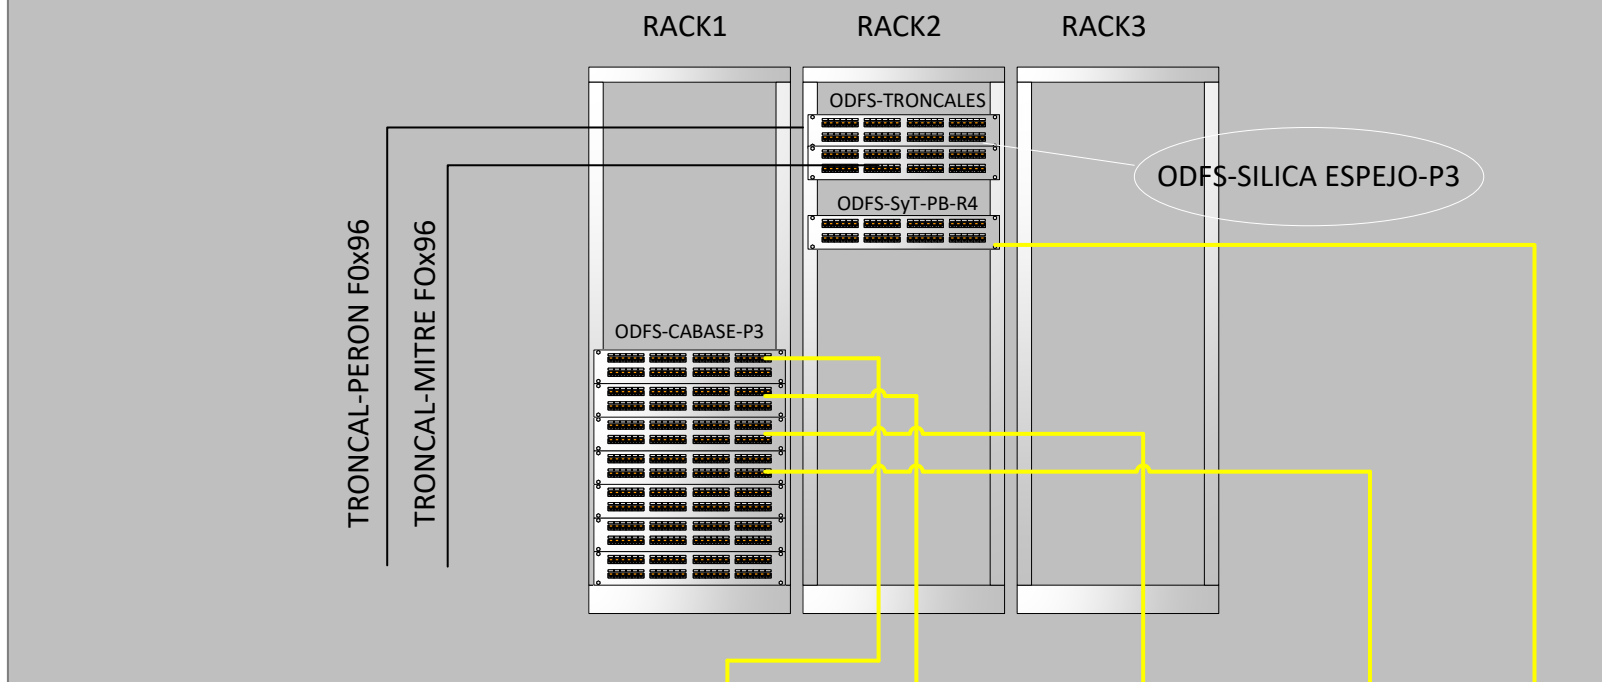 RACK1
RACK2
RACK3
ODFS-TRONCALES
ODFS-SILICA ESPEJO-P3
ODFS-SyT-PB-R4
TRONCAL-PERON F0x96
TRONCAL-MITRE FOx96
ODFS-CABASE-P3